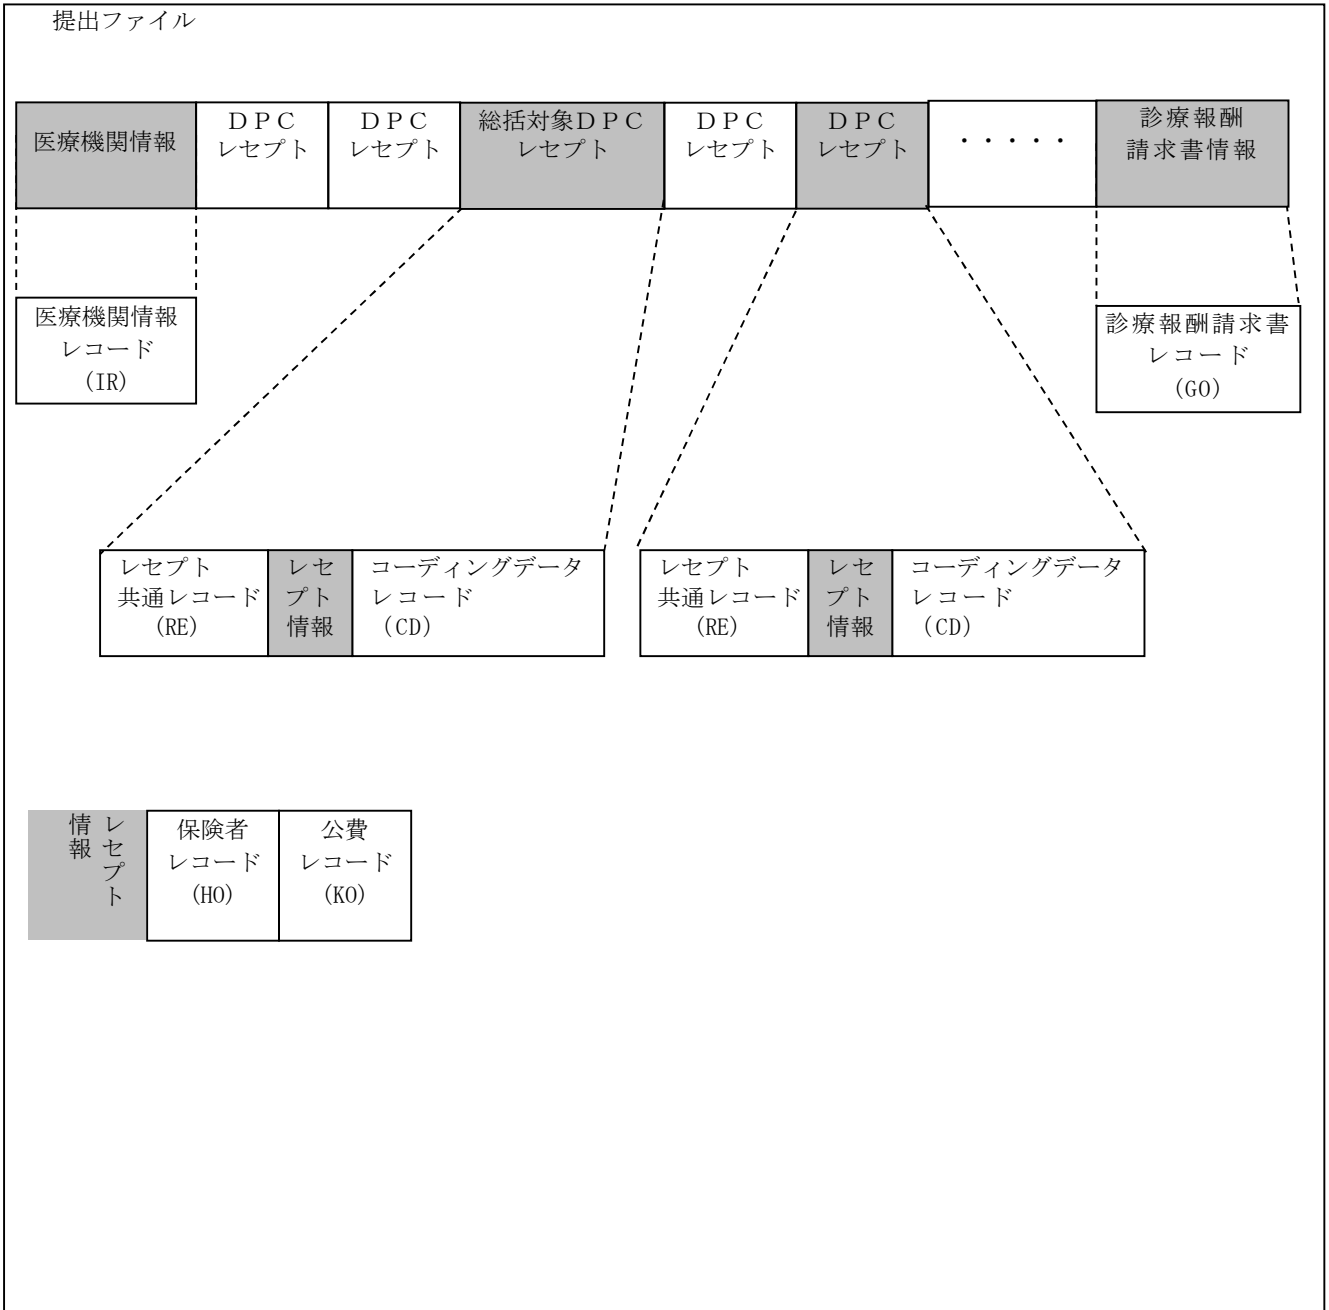 提出ファイル
医療機関情報
ＤＰＣ
レセプト
ＤＰＣ
レセプト
総括対象ＤＰＣ
レセプト
ＤＰＣ
レセプト
ＤＰＣ
レセプト
・・・・・
診療報酬
請求書情報
医療機関情報
レコード
(IR)
診療報酬請求書
レコード
(GO)
レセプト
共通レコード
(RE)
レセ
プト
情報
コーディングデータ
レコード
(CD)
レセプト
共通レコード
(RE)
レセ
プト
情報
コーディングデータ
レコード
(CD)
レセプト
情報
保険者
レコード
(HO)
公費
レコード
(KO)